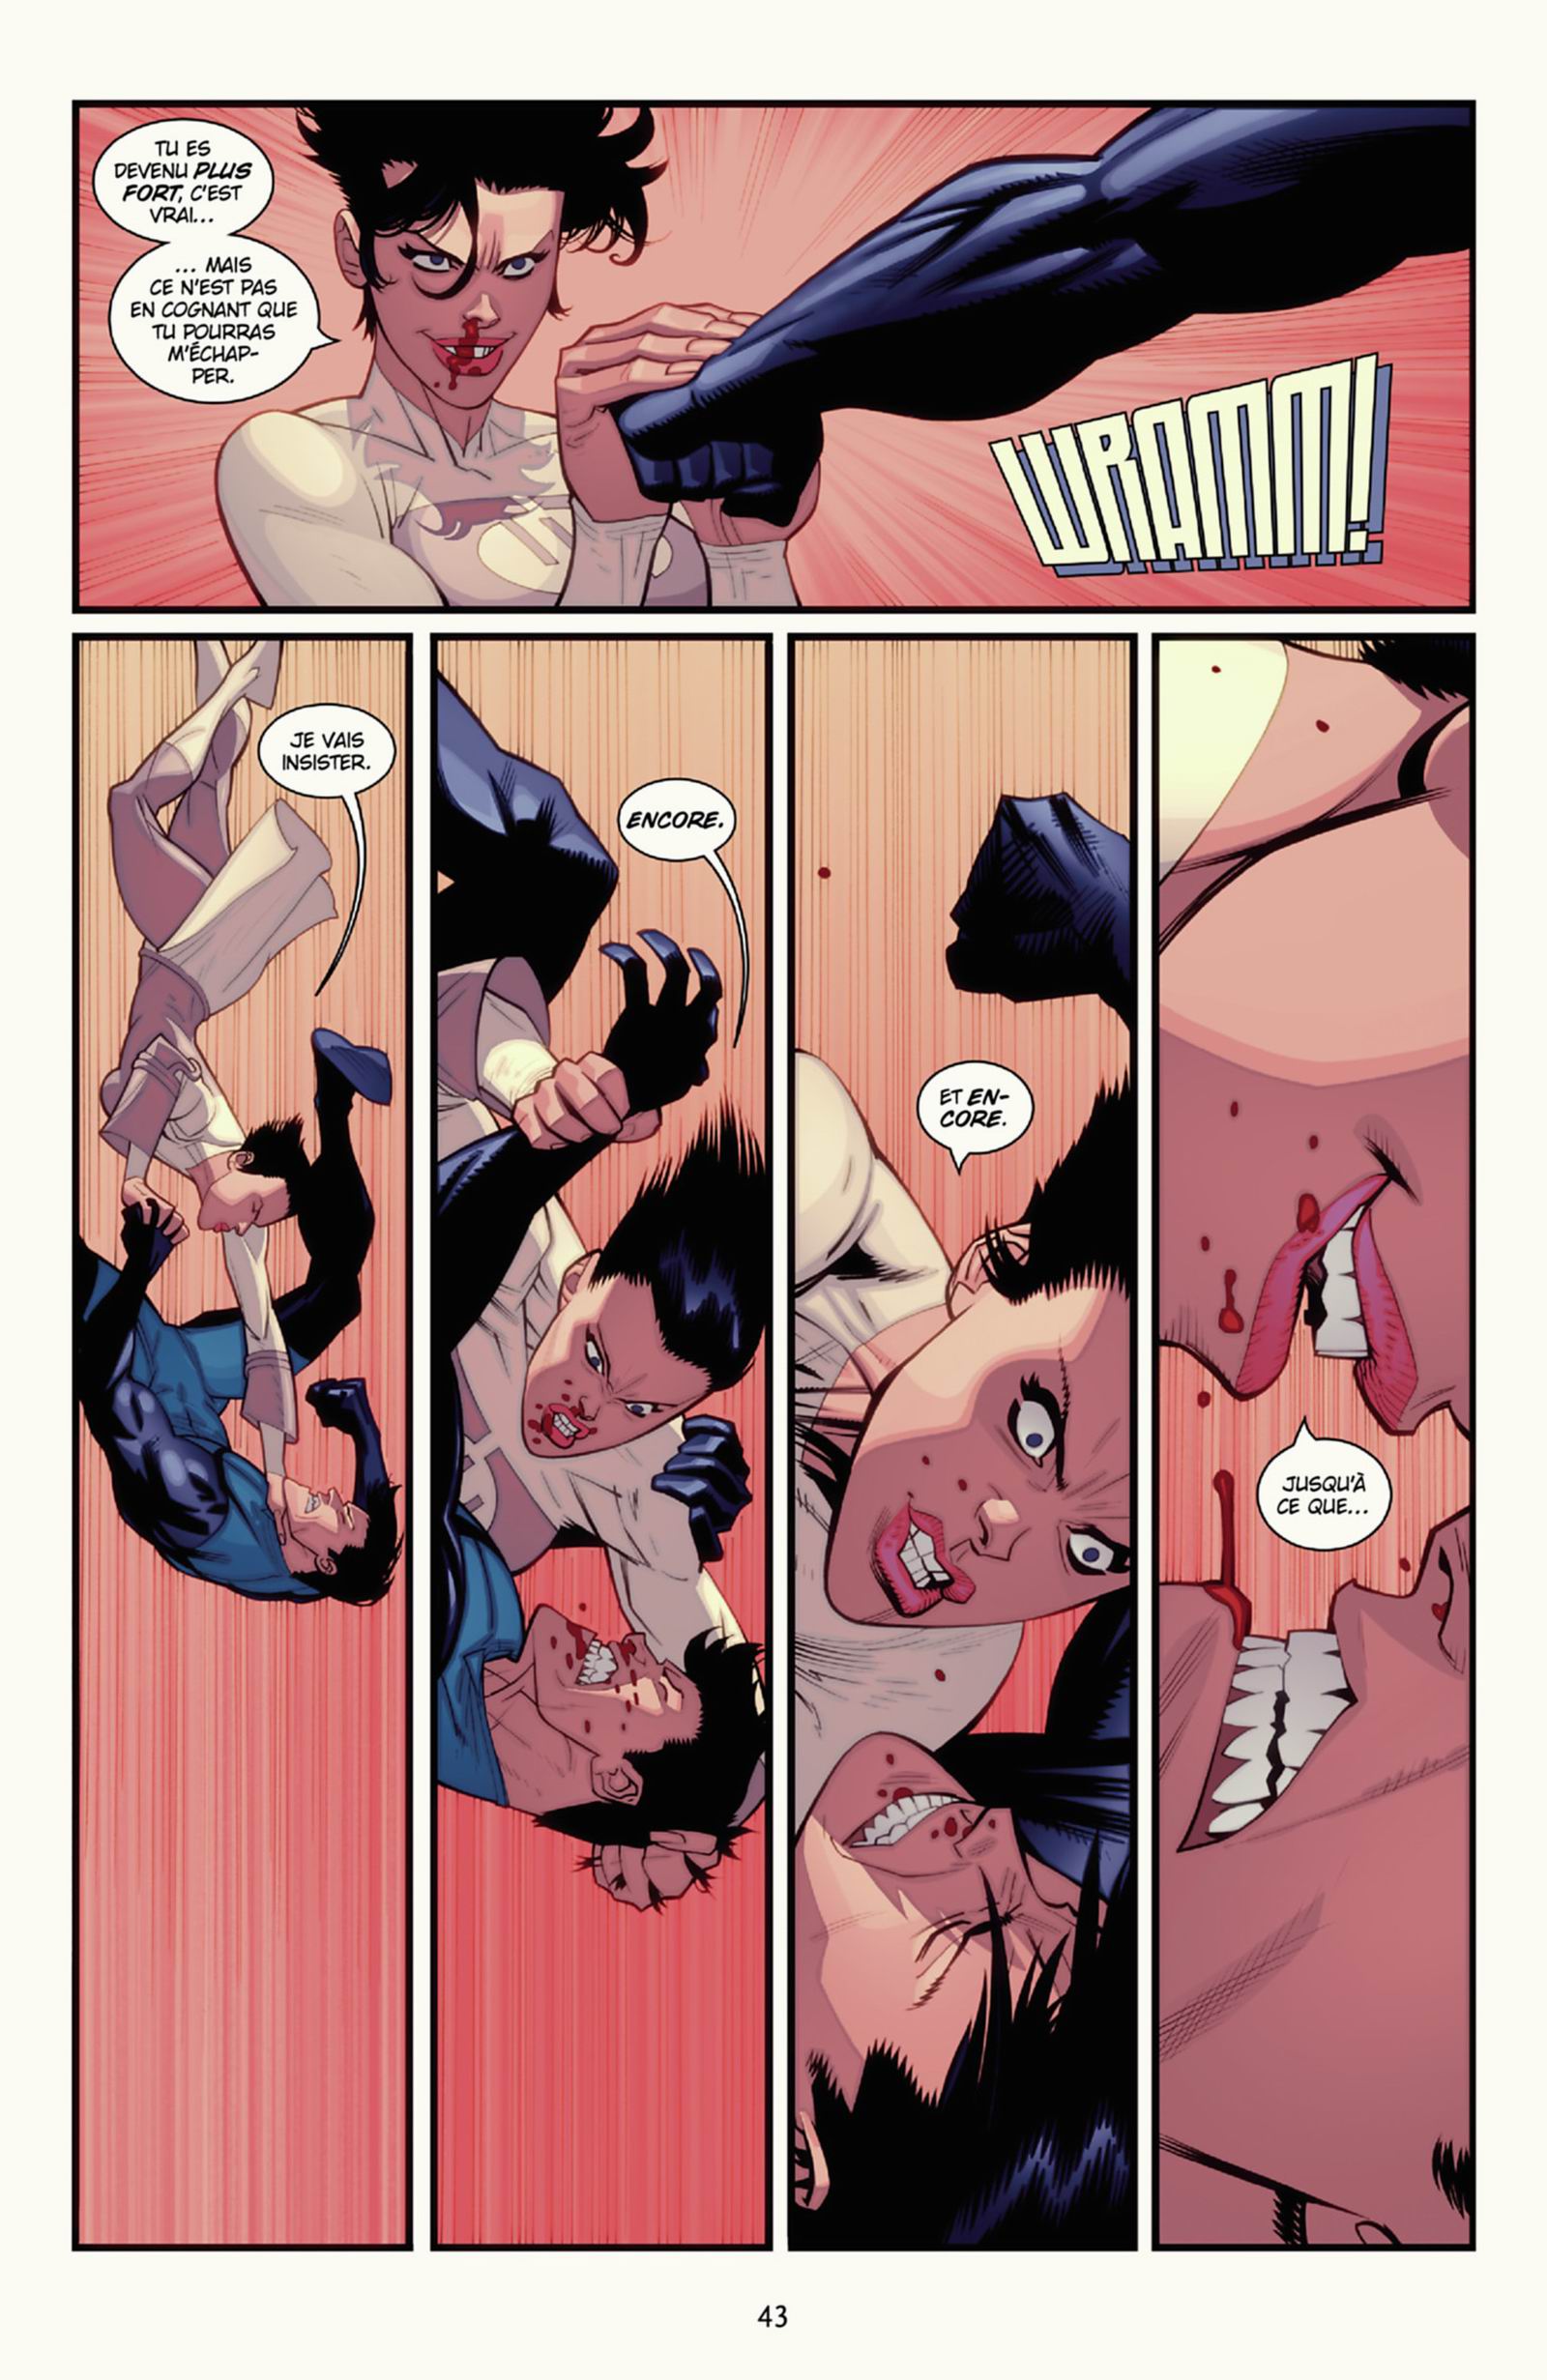 TU ES
DEVENU PLUS
FORT, C'EST
VRAI...
... MAIS
CE N'EST PAS
EN COGNANT QUE
TU POURRAS
M'ÉCHAP-
PER.
WRAMM!
JE VAIS
INSISTER.
ENCORE.
ET EN-
CORE.
JUSQU'À
CE QUE...
43